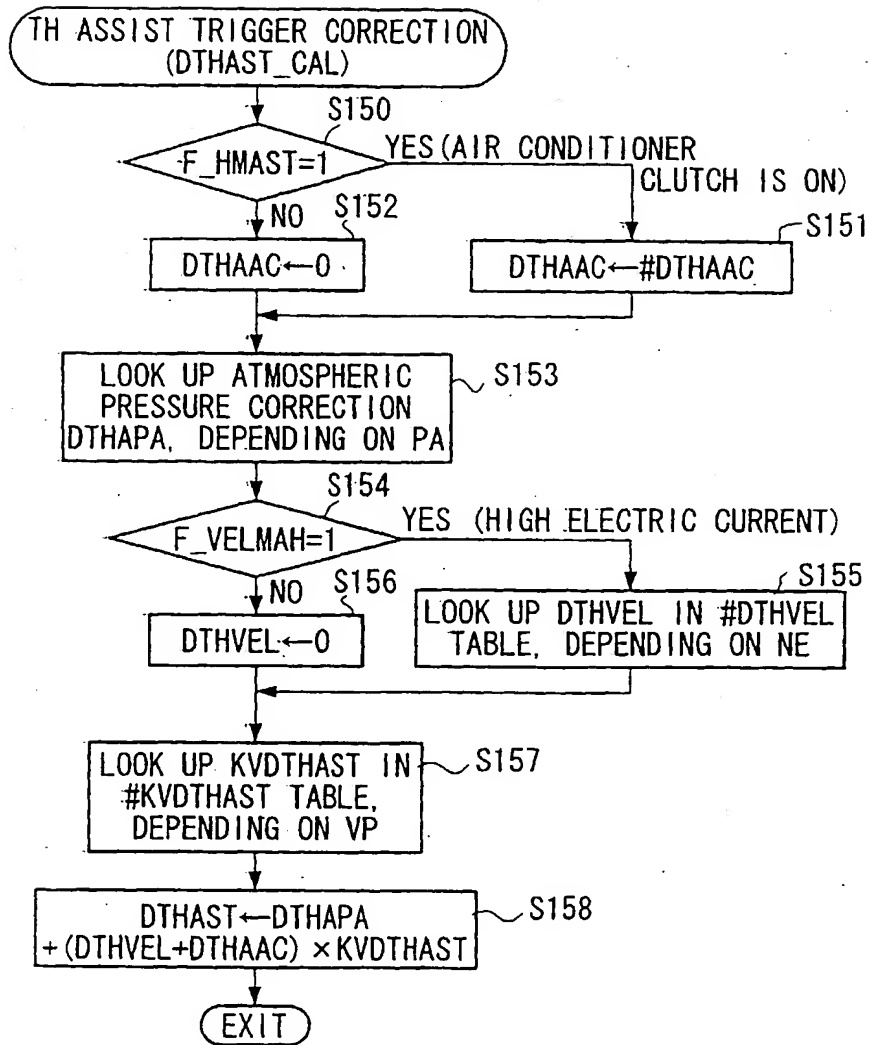 TH ASSIST TRIGGER CORRECTION
(DTHAST_CAL)
S150
F_HMAST=1
YES(AIR CONDITIONER
CLUTCH IS ON)
NO
S152
S151
DTHAAC←0
DTHAAC←#DTHAAC
LOOK UP ATMOSPHERIC
PRESSURE CORRECTION
DTHAPA, DEPENDING ON PA
S153
S154
F_VELMAH=1
YES (HIGH ELECTRIC CURRENT)
NO
S156
S155
DTHVEL←0
LOOK UP DTHVEL IN #DTHVEL
TABLE, DEPENDING ON NE
LOOK UP KVDTHAST IN
#KVDTHAST TABLE,
DEPENDING ON VP
S157
DTHAST←DTHAPA
+(DTHVEL+DTHAAC)×KVDTHAST
S158
EXIT